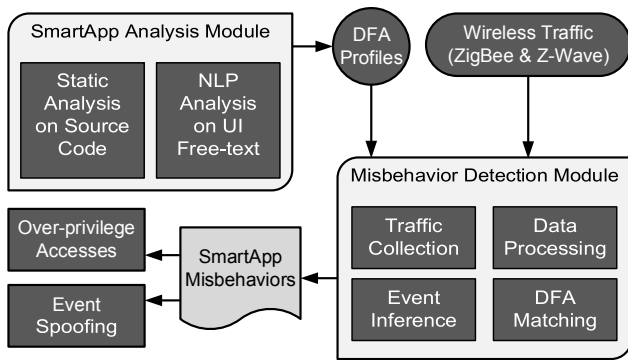 SmartApp Analysis Module
Static
Analysis
on Source
Code
NLP
Analysis
on UI
Free-text
DFA
Profiles
Wireless Traffic
(ZigBee & Z-Wave)
Misbehavior Detection Module
Traffic
Collection
Data
Processing
Event
Inference
DFA
Matching
SmartApp
Misbehaviors
Over-privilege
Accesses
Event
Spoofing